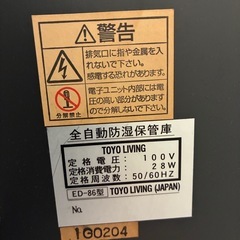 警告
排気口に指や金属を入
れないで下さい。
感電する恐れがあります。
電子ユニット内部には電
圧の高い部分があります
ので分解しないで下さい。
分解禁止
全自動防湿保管庫
TOYO LIVING
定格電圧 100V
定格消費電力 28W
定格周波数 50/60HZ
ED-86型 TOYO LIVING (JAPAN)
No.
1G0204